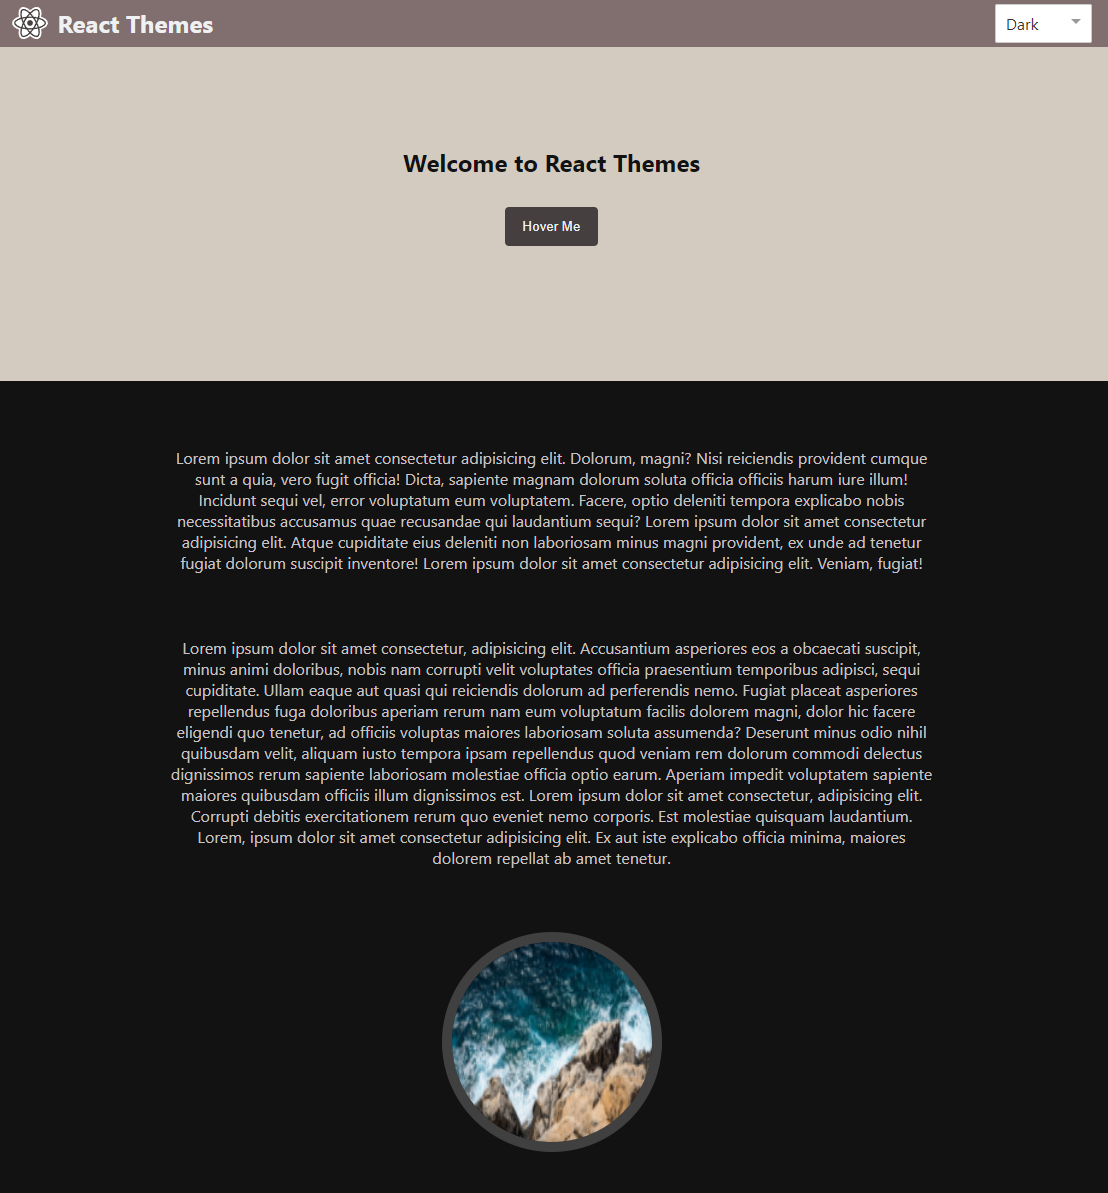 React Themes
Dark
Welcome to React Themes
Hover Me
Lorem ipsum dolor sit amet consectetur adipisicing elit. Dolorum, magni? Nisi reiciendis provident cumque
sunt a quia, vero fugit officia! Dicta, sapiente magnam dolorum soluta officia officiis harum iure illum!
Incidunt sequi vel, error voluptatum eum voluptatem. Facere, optio deleniti tempora explicabo nobis
necessitatibus accusamus quae recusandae qui laudantium sequi? Lorem ipsum dolor sit amet consectetur
adipisicing elit. Atque cupiditate eius deleniti non laboriosam minus magni provident, ex unde ad tenetur
fugiat dolorum suscipit inventore! Lorem ipsum dolor sit amet consectetur adipisicing elit. Veniam, fugiat!
Lorem ipsum dolor sit amet consectetur, adipisicing elit. Accusantium asperiores eos a obcaecati suscipit,
minus animi doloribus, nobis nam corrupti velit voluptates officia praesentium temporibus adipisci, sequi
cupiditate. Ullam eaque aut quasi qui reiciendis dolorum ad perferendis nemo. Fugiat placeat asperiores
repellendus fuga doloribus aperiam rerum nam eum voluptatum facilis dolorem magni, dolor hic facere
eligendi quo tenetur, ad officiis voluptas maiores laboriosam soluta assumenda? Deserunt minus odio nihil
quibusdam velit, aliquam iusto tempora ipsam repellendus quod veniam rem dolorum commodi delectus
dignissimos rerum sapiente laboriosam molestiae officia optio earum. Aperiam impedit voluptatem sapiente
maiores quibusdam officiis illum dignissimos est. Lorem ipsum dolor sit amet consectetur, adipisicing elit.
Corrupti debitis exercitationem rerum quo eveniet nemo corporis. Est molestiae quisquam laudantium.
Lorem, ipsum dolor sit amet consectetur adipisicing elit. Ex aut iste explicabo officia minima, maiores
dolorem repellat ab amet tenetur.